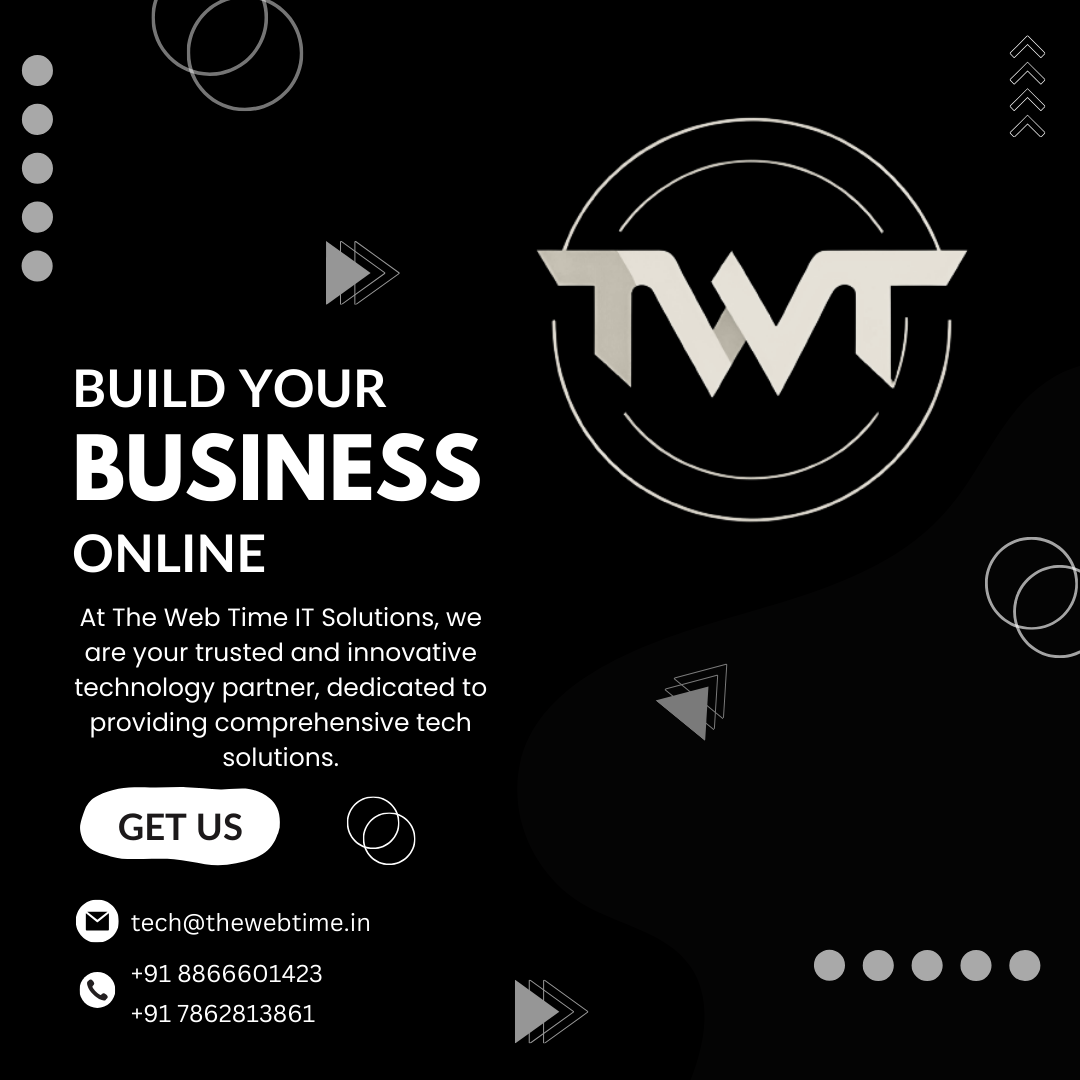 TWT
BUILD YOUR
BUSINESS
ONLINE
At The Web Time IT Solutions, we
are your trusted and innovative
technology partner, dedicated to
providing comprehensive tech
solutions.
GET US
tech@thewebtime.in
+91 8866601423
+91 7862813861